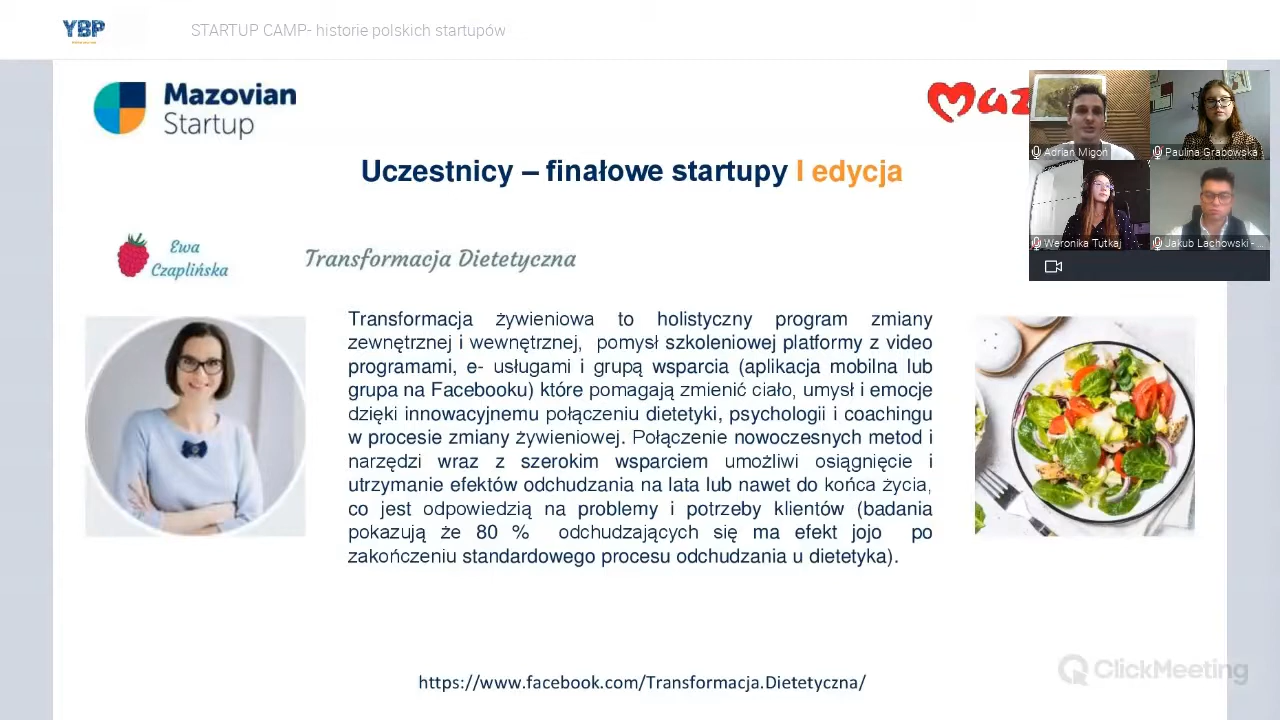 YBP
STARTUP CAMP- historie polskich startupów
Mazovian
Startup
Maz
Adrian Migoń
Paulina Grabowska
Weronika Tutkaj
Jakub Lachowski - ...
Uczestnicy – finałowe startupy I edycja
Ewa
Czaplińska
Transformacja Dietetyczna
Transformacja żywieniowa to holistyczny program zmiany
zewnętrznej i wewnętrznej, pomysł szkoleniowej platformy z video
programami, e- usługami i grupą wsparcia (aplikacja mobilna lub
grupa na Facebooku) które pomagają zmienić ciało, umysł i emocje
dzięki innowacyjnemu połączeniu dietetyki, psychologii i coachingu
w procesie zmiany żywieniowej. Połączenie nowoczesnych metod i
narzędzi wraz z szerokim wsparciem umożliwi osiągnięcie i
utrzymanie efektów odchudzania na lata lub nawet do końca życia,
co jest odpowiedzią na problemy i potrzeby klientów (badania
pokazują że 80 % odchudzających się ma efekt jojo po
zakończeniu standardowego procesu odchudzania u dietetyka).
https://www.facebook.com/Transformacja.Dietetyczna/
ClickMeeting